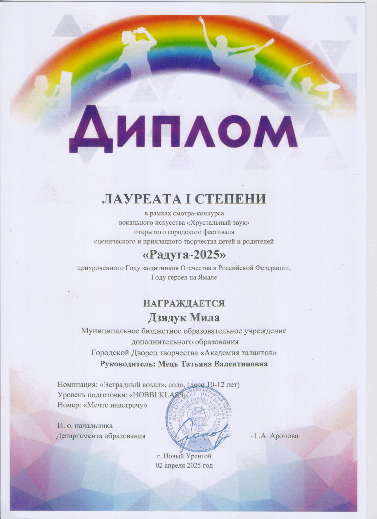 Диплом
ЛАУРЕАТА I СТЕПЕНИ
в рамках смотра-конкурса
вокального искусства «Хрустальный звук»
открытого городского фестиваля
сценического и прикладного творчества детей и родителей
«Радуга-2025»
приуроченного Году защитников Отечества в Российской Федерации,
Году героев на Ямале
НАГРАЖДАЕТСЯ
Дзядук Мила
Муниципальное бюджетное образовательное учреждение
дополнительного образования
Городской Дворец творчества «Академия талантов»
Руководитель: Мець Татьяна Валентиновна
Номинация: «Эстрадный вокал», соло, (дети 10-12 лет)
Уровень подготовки: «HOBBI KLASS»
Номер: «Мечте навстречу»
И. о. начальника
Департамента образования Г.А. Аронова
г. Новый Уренгой
02 апреля 2025 год